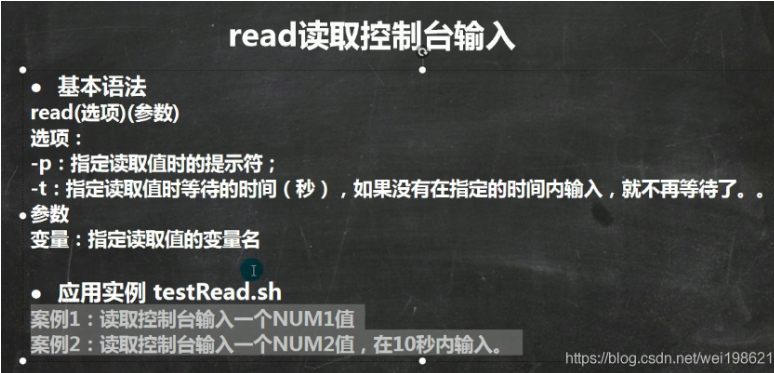 read读取控制台输入
● 基本语法
read(选项)(参数)
选项：
-p：指定读取值时的提示符；
-t：指定读取值时等待的时间（秒），如果没有在指定的时间内输入，就不再等待了。。
参数
变量：指定读取值的变量名
● 应用实例 testRead.sh
案例1：读取控制台输入一个NUM1值
案例2：读取控制台输入一个NUM2值，在10秒内输入。
https://blog.csdn.net/wei198621